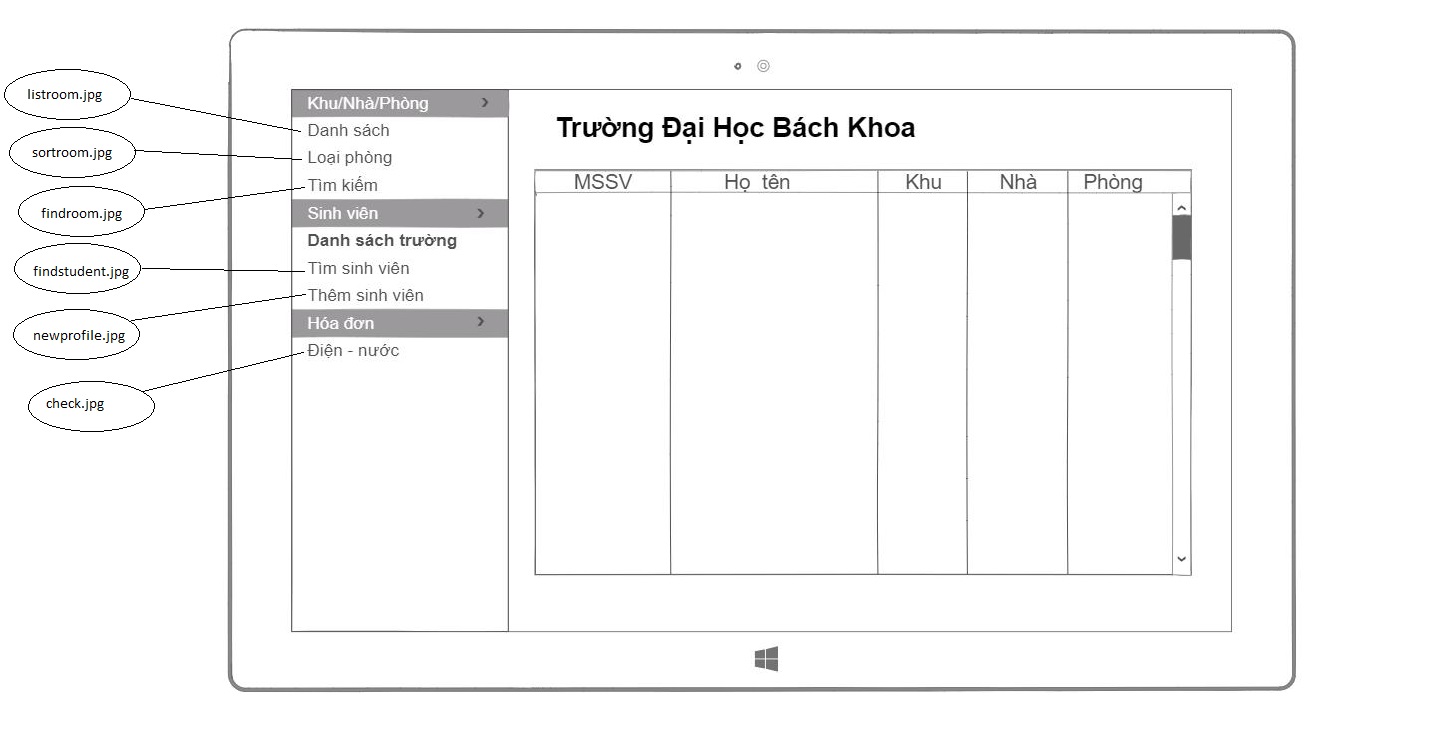 listroom.jpg
sortroom.jpg
findroom.jpg
findstudent.jpg
newprofile.jpg
check.jpg
Khu/Nhà/Phòng
Danh sách
Loại phòng
Tìm kiếm
Sinh viên
Danh sách trường
Tìm sinh viên
Thêm sinh viên
Hóa đơn
Điện - nước
Trường Đại Học Bách Khoa
MSSV Họ tên Khu Nhà Phòng